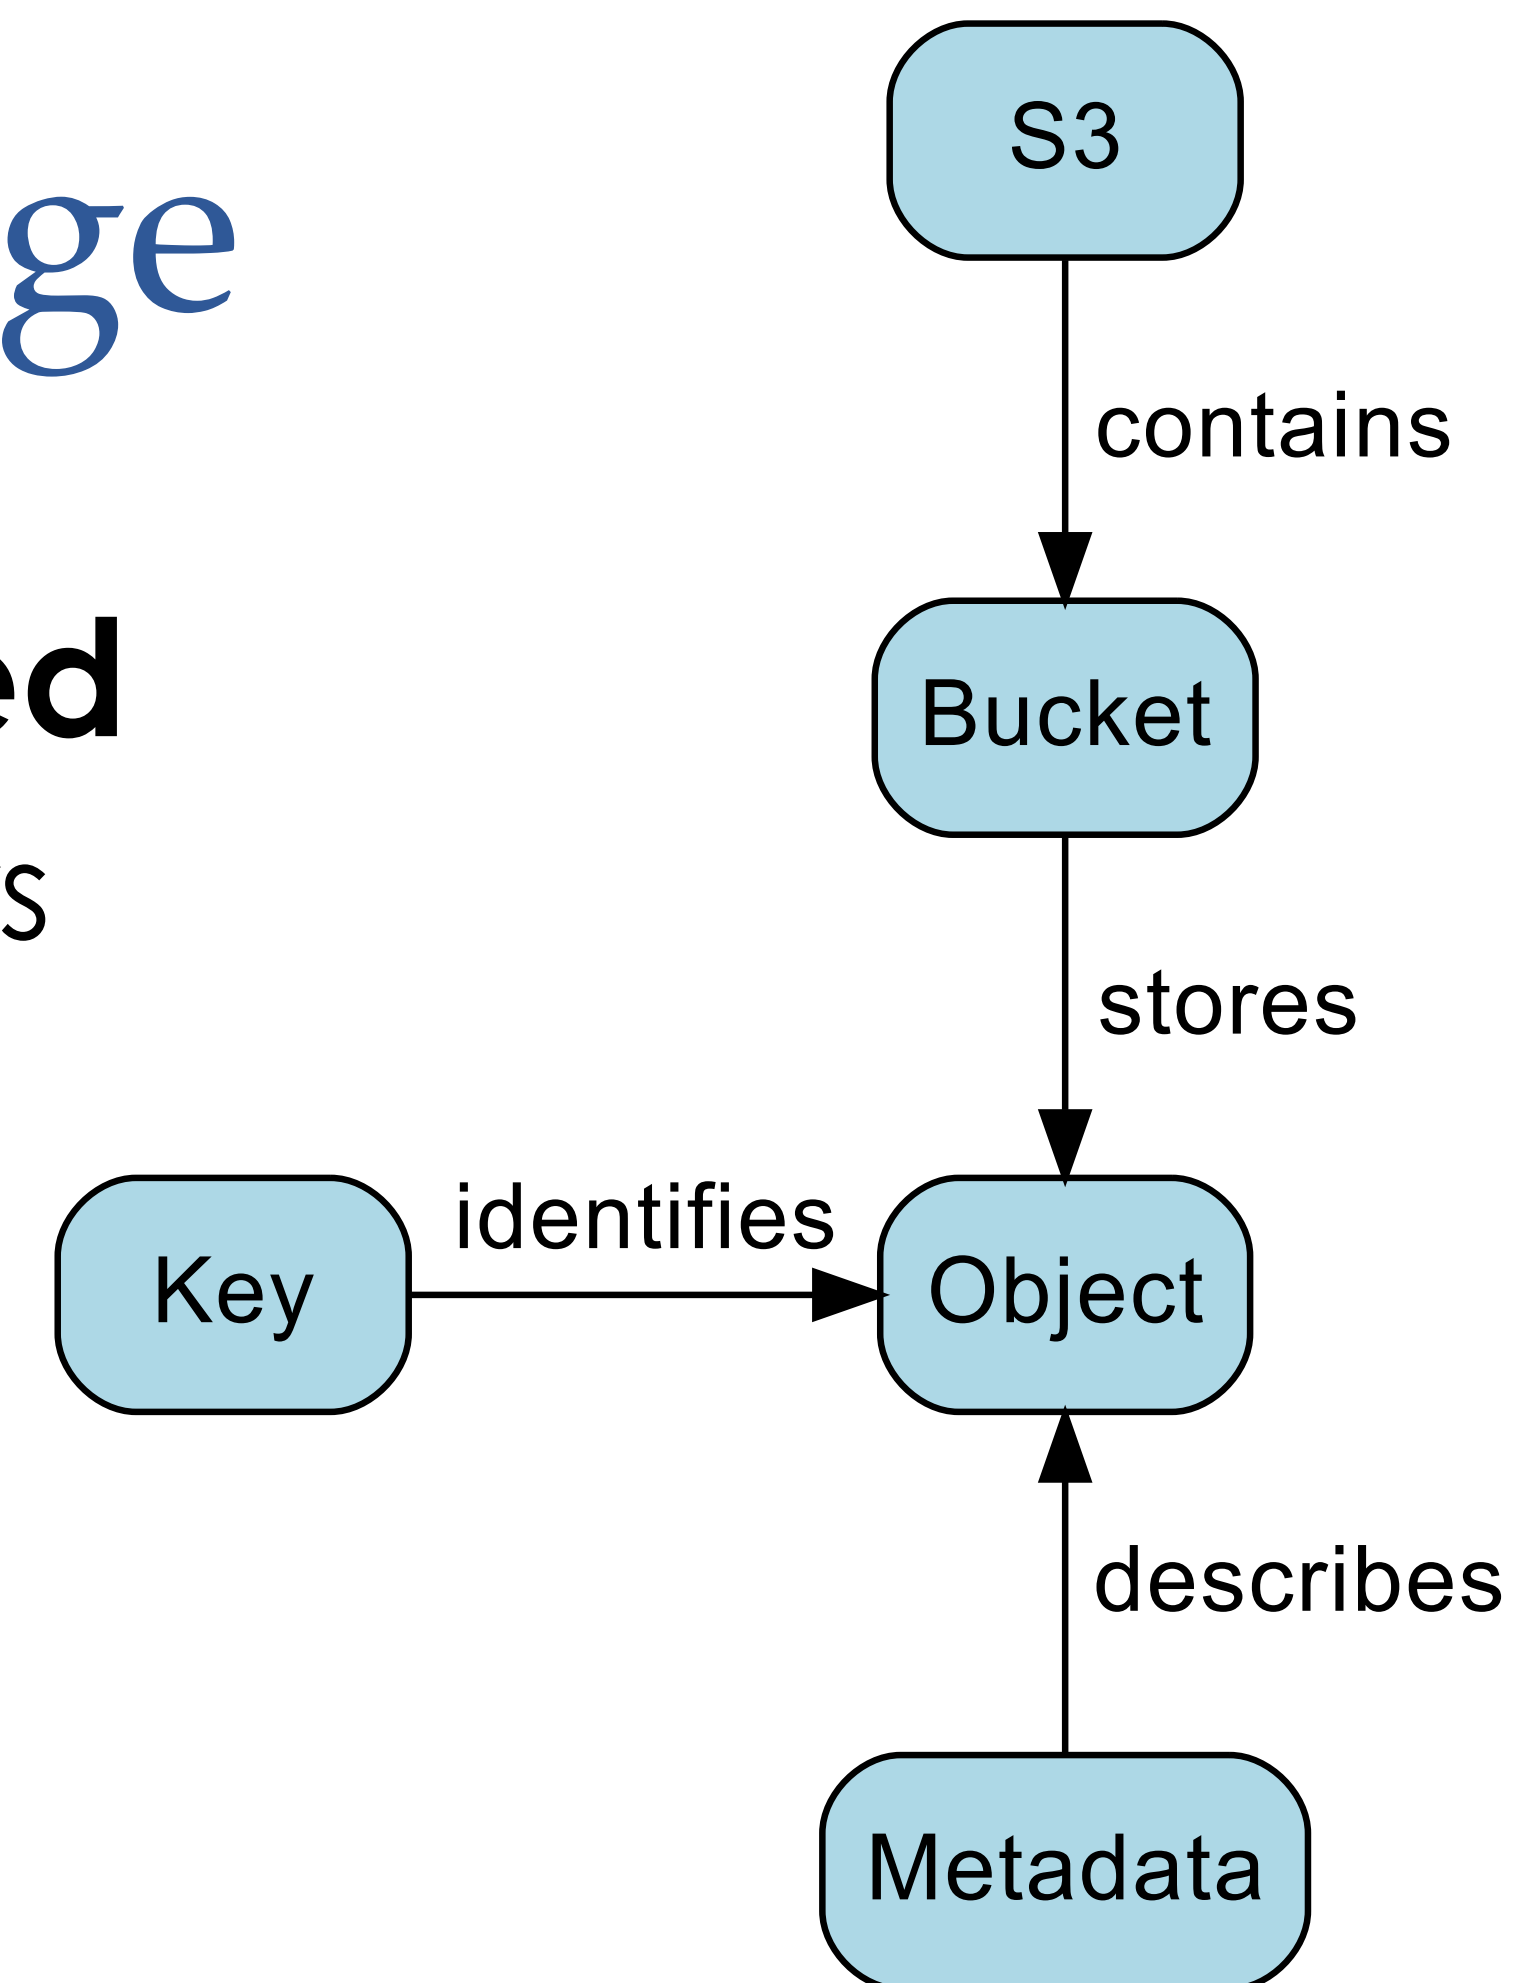 S3
contains
Bucket
stores
identifies
Key
Object
describes
Metadata